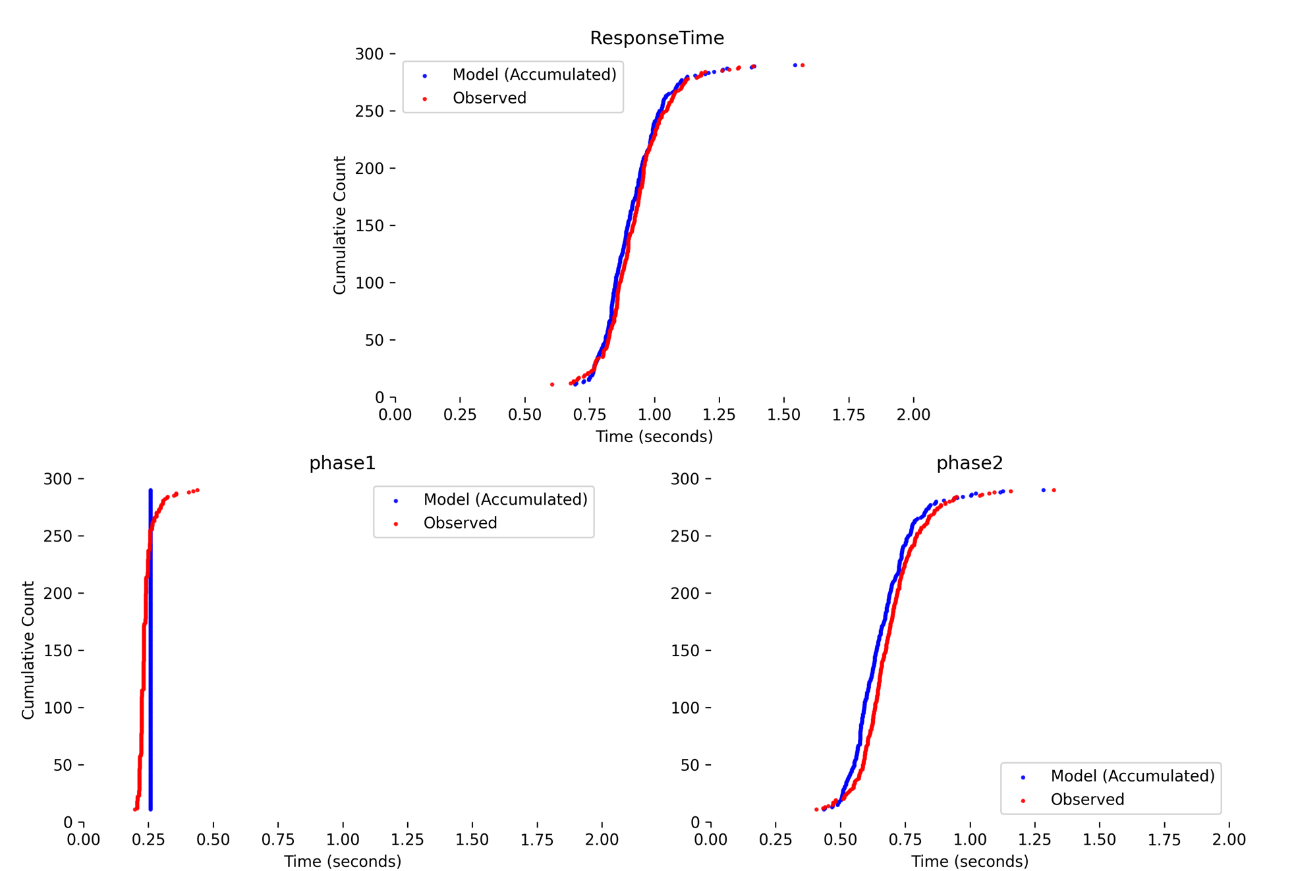 ResponseTime
300
Model (Accumulated)
Observed
250
200
150
100
50
0
Cumulative Count
0.00 0.25 0.50 0.75 1.00 1.25 1.50 1.75 2.00
Time (seconds)
phase1
300
Model (Accumulated)
Observed
250
200
150
100
50
0
Cumulative Count
0.00 0.25 0.50 0.75 1.00 1.25 1.50 1.75 2.00
Time (seconds)
phase2
300
250
200
150
100
50
0
Model (Accumulated)
Observed
0.00 0.25 0.50 0.75 1.00 1.25 1.50 1.75 2.00
Time (seconds)